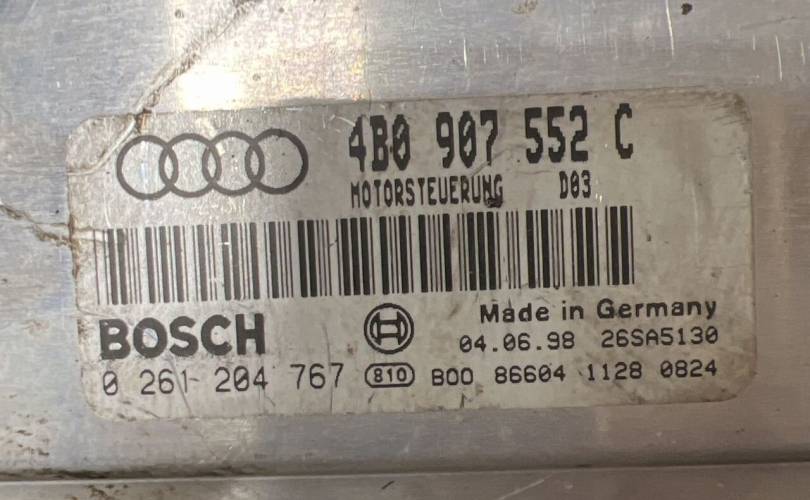 4B0 907 552 C
MOTORSTEUERUNG D03
BOSCH
Made in Germany
04.06.98 26SA5130
0 261 204 767 810 B00 86604 1128 0824